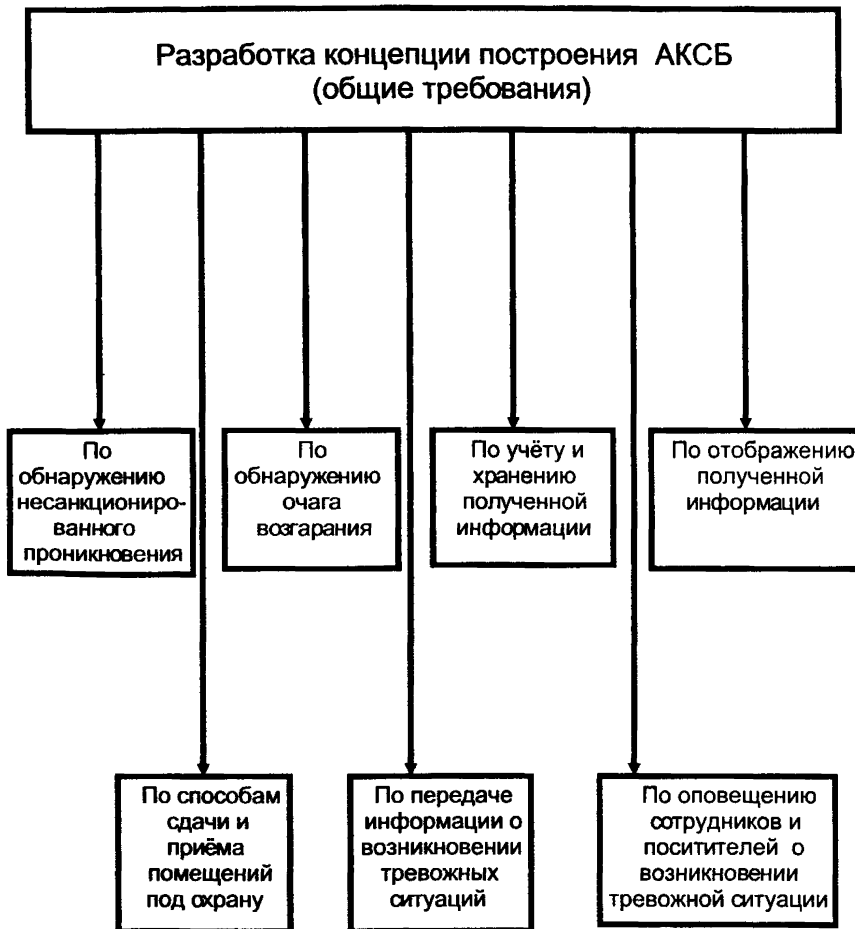 Разработка концепции построения АКСБ
(общие требования)
По
обнаружению
несанкциониро-
ванного
проникновения
По
обнаружению
очага
возгарания
По учёту и
хранению
полученной
информации
По отображению
полученной
информации
По способам
сдачи и
приёма
помещений
под охрану
По передаче
информации о
возникновении
тревожных
ситуаций
По оповещению
сотрудников и
поситителей о
возникновении
тревожной ситуации